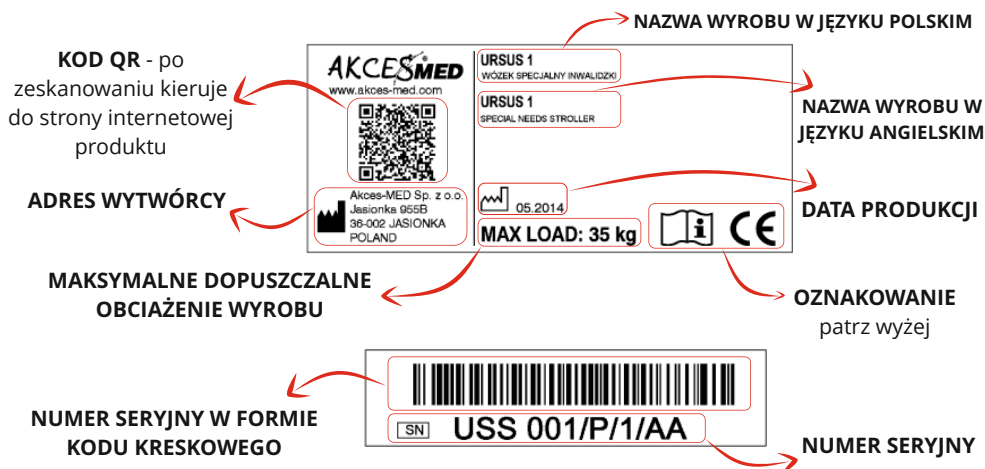 NAZWA WYROBU W JĘZYKU POLSKIM
KOD QR - po
zeskanowaniu kieruje
do strony internetowej
produktu
AKCESMED
www.akces-med.com
URSUS 1
WÓZEK SPECJALNY INWALIDZKI
URSUS 1
SPECIAL NEEDS STROLLER
NAZWA WYROBU W
JĘZYKU ANGIELSKIM
ADRES WYTWÓRCY
Akces-MED Sp. z o.o.
Jasionka 955B
36-002 JASIONKA
POLAND
05.2014
MAX LOAD: 35 kg
i CE
DATA PRODUKCJI
MAKSYMALNE DOPUSZCZALNE
OBCIAŻENIE WYROBU
OZNAKOWANIE
patrz wyżej
NUMER SERYJNY W FORMIE
KODU KRESKOWEGO
SN USS 001/P/1/AA
NUMER SERYJNY